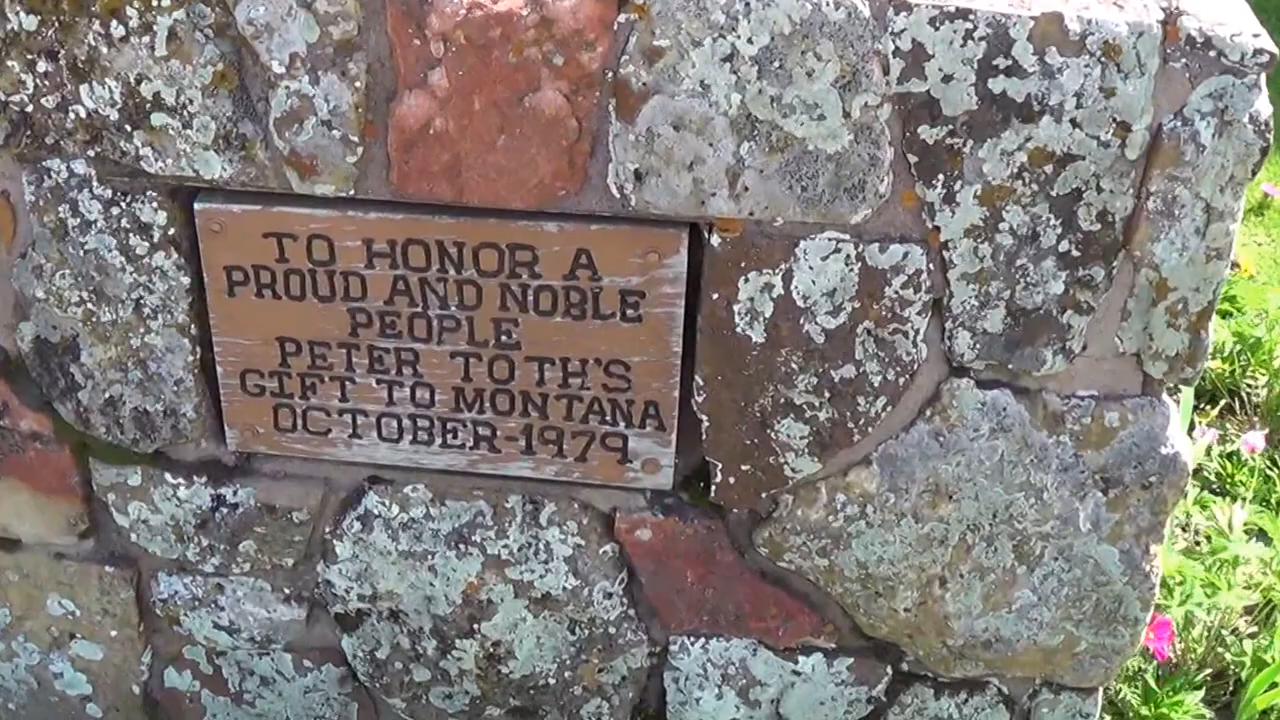 TO HONOR A
PROUD AND NOBLE
PEOPLE
PETER TOTH'S
GIFT TO MONTANA
OCTOBER-1979